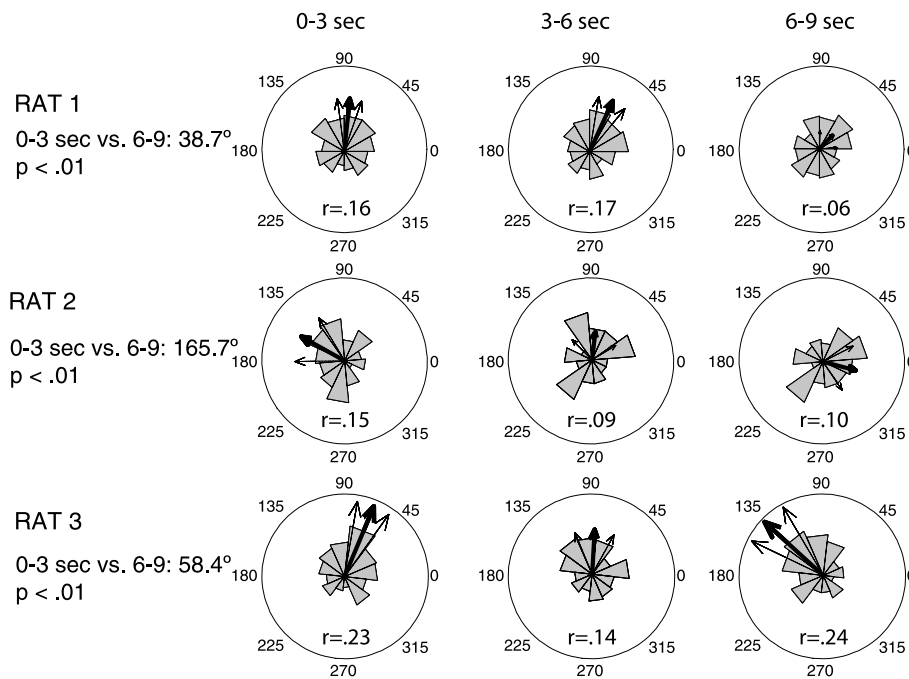 0-3 sec 3-6 sec 6-9 sec
90 90 90
135 45 135 45 135 45
RAT 1
0-3 sec vs. 6-9: 38.7º
180 0 180 0 180 0
p < .01
r=.16 r=.17 r=.06
225 315 225 315 225 315
270 270 270
90 90 90
135 45 135 45 135 45
RAT 2
0-3 sec vs. 6-9: 165.7º
180 0 180 0 180 0
p < .01
r=.15 r=.09 r=.10
225 315 225 315 225 315
270 270 270
90 90 90
135 45 135 45 135 45
RAT 3
0-3 sec vs. 6-9: 58.4º
180 0 180 0 180 0
p < .01
r=.23 r=.14 r=.24
225 315 225 315 225 315
270 270 270